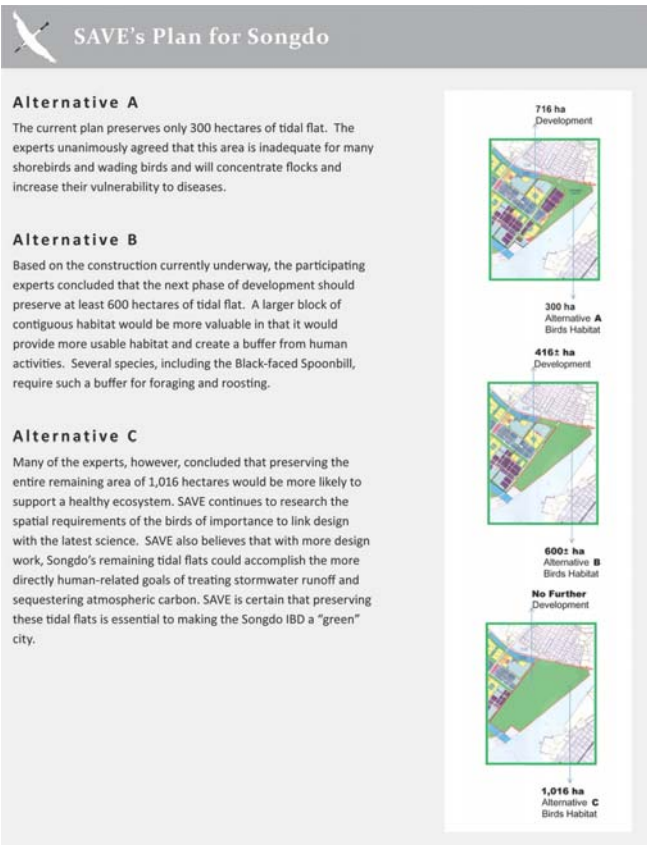 SAVE's Plan for Songdo
Alternative A
The current plan preserves only 300 hectares of tidal flat.  The
experts unanimously agreed that this area is inadequate for many
shorebirds and wading birds and will concentrate flocks and
increase their vulnerability to diseases.
Alternative B
Based on the construction currently underway, the participating
experts concluded that the next phase of development should
preserve at least 600 hectares of tidal flat.  A larger block of
contiguous habitat would be more valuable in that it would
provide more usable habitat and create a buffer from human
activities.  Several species, including the Black-faced Spoonbill,
require such a buffer for foraging and roosting.
Alternative C
Many of the experts, however, concluded that preserving the
entire remaining area of 1,016 hectares would be more likely to
support a healthy ecosystem. SAVE continues to research the
spatial requirements of the birds of importance to link design
with the latest science.  SAVE also believes that with more design
work, Songdo's remaining tidal flats could accomplish the more
directly human-related goals of treating stormwater runoff and
sequestering atmospheric carbon. SAVE is certain that preserving
these tidal flats is essential to making the Songdo IBD a "green"
city.
716 ha
Development
300 ha
Alternative A
Birds Habitat
416± ha
Development
600± ha
Alternative B
Birds Habitat
No Further
Development
1,016 ha
Alternative C
Birds Habitat